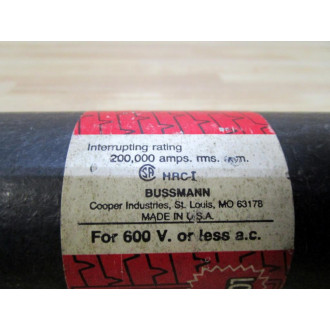 Interrupting rating
200,000 amps. rms. sym.
HRC-I
BUSSMANN
Cooper Industries, St. Louis, MO 63178
MADE IN U.S.A.
For 600 V. or less a.c.